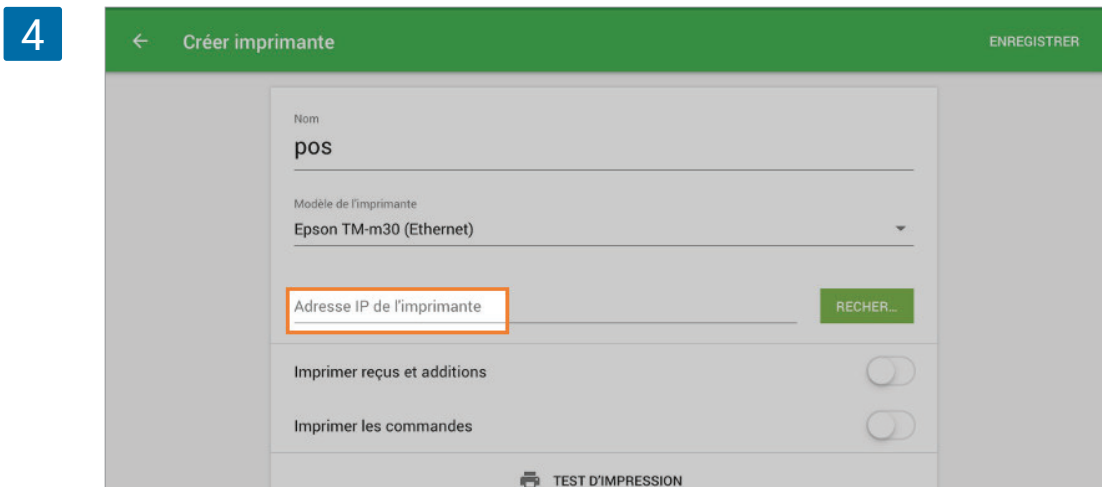 4
Créer imprimante
ENREGISTRER
Nom
pos
Modèle de l'imprimante
Epson TM-m30 (Ethernet)
Adresse IP de l'imprimante
RECHER...
Imprimer reçus et additions
Imprimer les commandes
TEST D'IMPRESSION